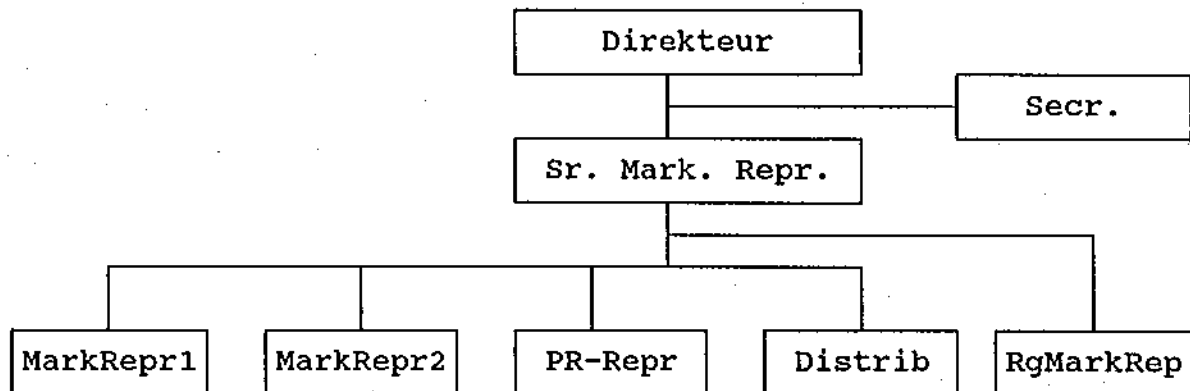 Direkteur
Secr.
Sr. Mark. Repr.
MarkRepr1
MarkRepr2
PR-Repr
Distrib
RgMarkRep